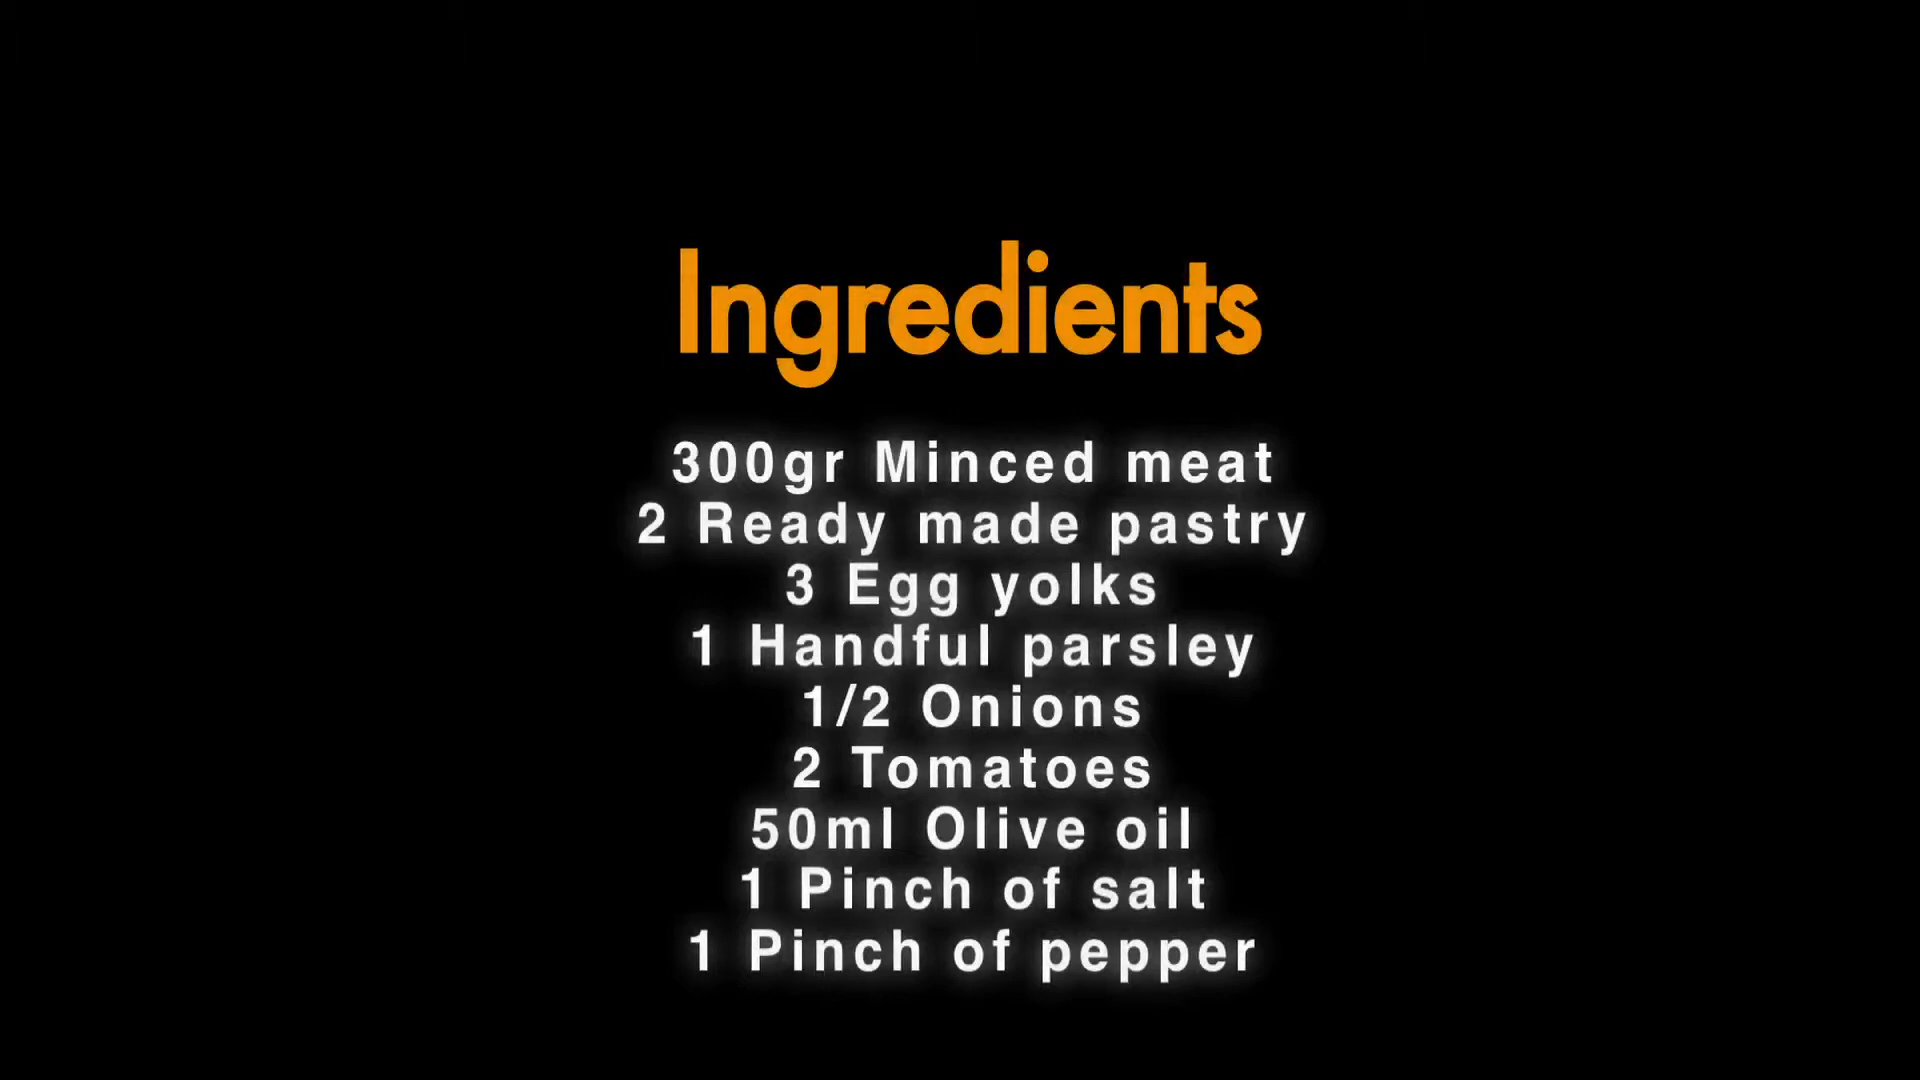 Ingredients
300gr Minced meat
2 Ready made pastry
3 Egg yolks
1 Handful parsley
1/2 Onions
2 Tomatoes
50ml Olive oil
1 Pinch of salt
1 Pinch of pepper